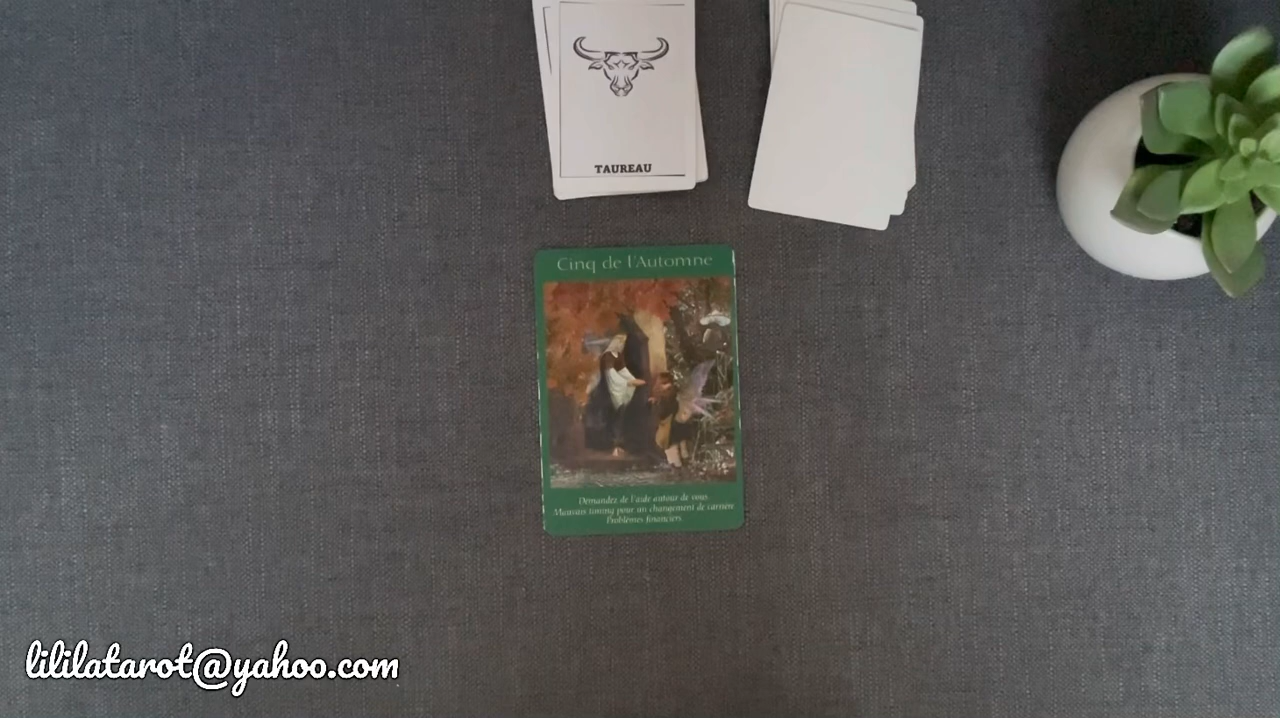 TAUREAU
Cinq de l'Automne
Demandez de l'aide autour de vous.
Mauvais timing pour un changement de carrière
Problèmes financiers.
lililatarot@yahoo.com